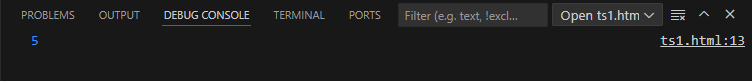 PROBLEMS OUTPUT DEBUG CONSOLE TERMINAL PORTS Filter (e.g. text, !excl... Open ts1.htm
5 ts1.html:13